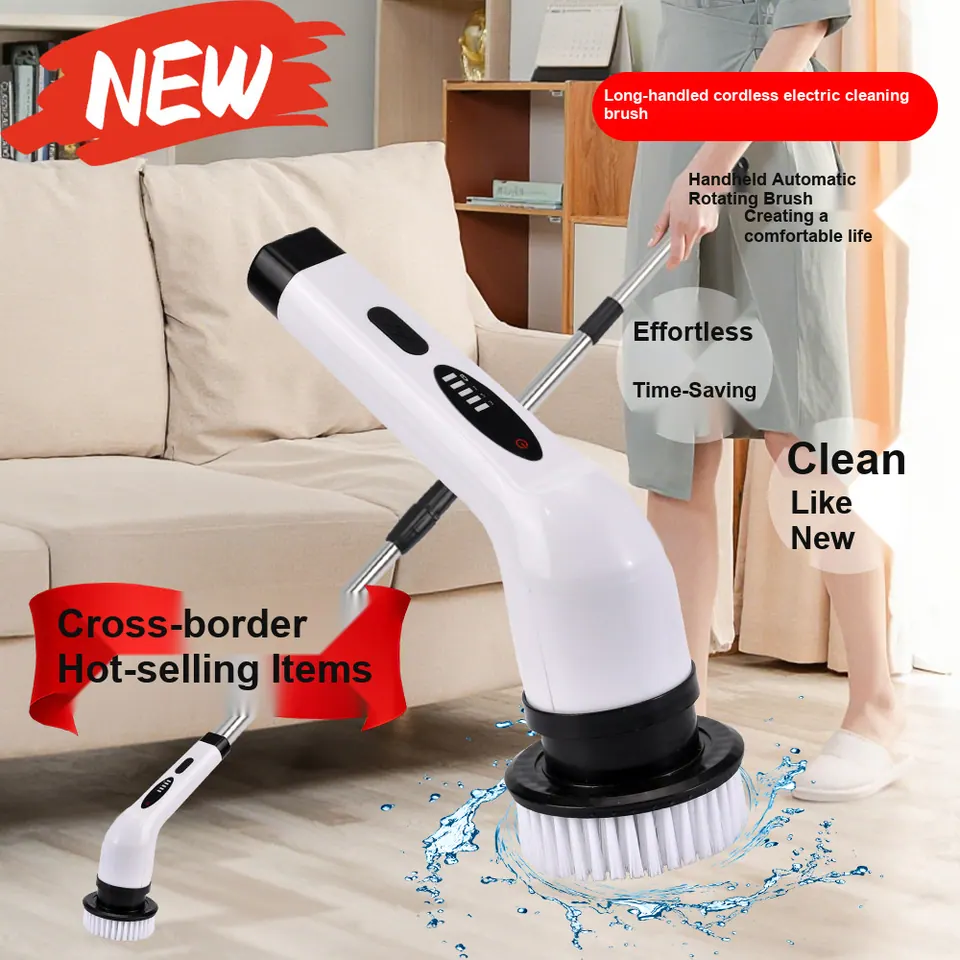 NEW
Long-handled cordless electric cleaning
brush
Handheld Automatic
Rotating Brush
Creating a
comfortable life
Effortless
Time-Saving
Clean
Like
New
Cross-border
Hot-selling Items